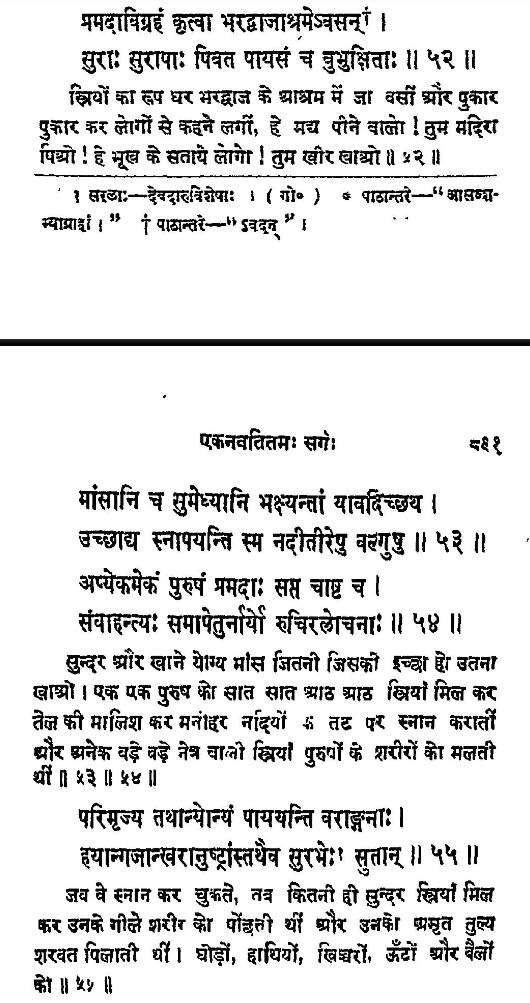 प्रमदाविग्रहं कृत्वा भरद्वाजाश्रमेऽवसन्† ।
सुराः सुरापाः पिबत पायसं च बुभुक्षिताः ॥ ५२ ॥
स्त्रियों का रूप धर भरद्वाज के आश्रम में जा बसीं और पुकार
पुकार कर लोगों से कहने लगीं, हे मद्य पीने वालो ! तुम मदिरा
पिओ ! हे भूख के सताये लोगो ! तुम खीर खाओ ॥ ५२ ॥
१ सरलाः—देवदारुविशेषाः । ( गो० ) * पाठान्तरे—“आसञ्जा-
भ्याग्राह्यं । ” † पाठान्तरे—“ऽवदन् ” ।
एकनवतितमः सर्गः ८६१
मांसानि च सुमेध्यानि भक्ष्यन्तां यावदिच्छथ ।
उच्छाद्य स्नापयन्ति स्म नदीतीरेषु वल्गुषु ॥ ५३ ॥
अप्येकमेकं पुरुषं प्रमदाः सप्त चाष्ट च ।
संवाहन्त्यः समापेतुर्नार्यो रुचिरलोचनाः ॥ ५४ ॥
सुन्दर और खाने योग्य मांस जितनी जिसकी इच्छा हो उतना
खाओ । एक एक पुरुष को सात सात आठ आठ स्त्रियां मिल कर
तेल की मालिश कर मनोहर नदियों के तट पर स्नान करातीं
और अनेक बड़े बड़े नेत्र वाली स्त्रियां पुरुषों के शरीरों को मलती
थीं ॥ ५३ ॥ ५४ ॥
परिमृज्य तथान्योन्यं पाययन्ति वराङ्गनाः ।
हयान्गजान्खरानुष्ट्रांस्तथैव सुरभेः¹ सुतान् ॥ ५५ ॥
जब वे स्नान कर चुकते, तब कितनी ही सुन्दर स्त्रियां मिल
कर उनके गीले शरीर को पोंछती थीं और उनको अमृत तुल्य
शरबत पिलाती थीं । घोड़ों, हाथियों, खिच्चरों, ऊँटों और बैलों
को ॥ ५५ ॥